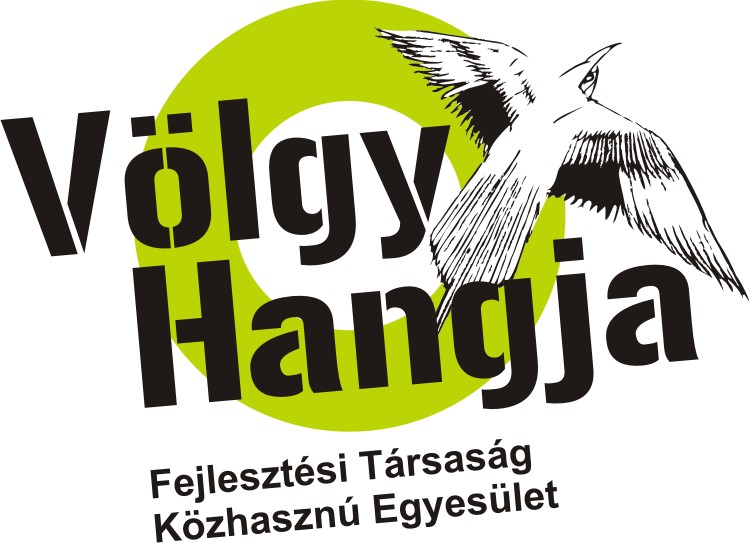 Völgy
Hangja
Fejlesztési Társaság
Közhasznú Egyesület